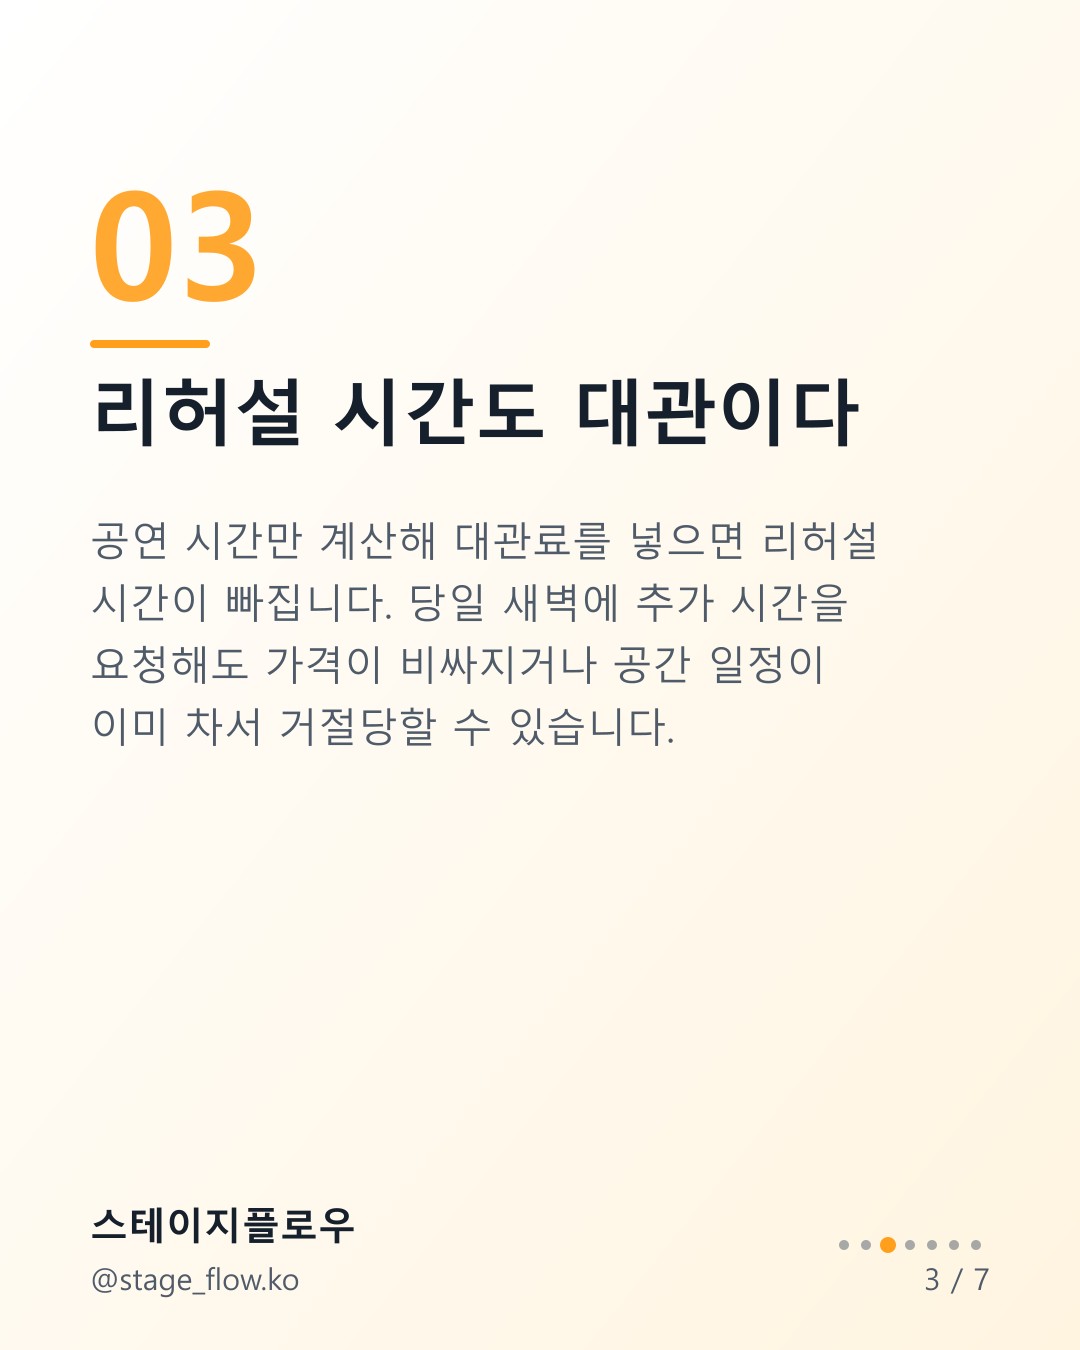 03
리허설 시간도 대관이다
공연 시간만 계산해 대관료를 넣으면 리허설
시간이 빠집니다. 당일 새벽에 추가 시간을
요청해도 가격이 비싸지거나 공간 일정이
이미 차서 거절당할 수 있습니다.
스테이지플로우
@stage_flow.ko
3 / 7